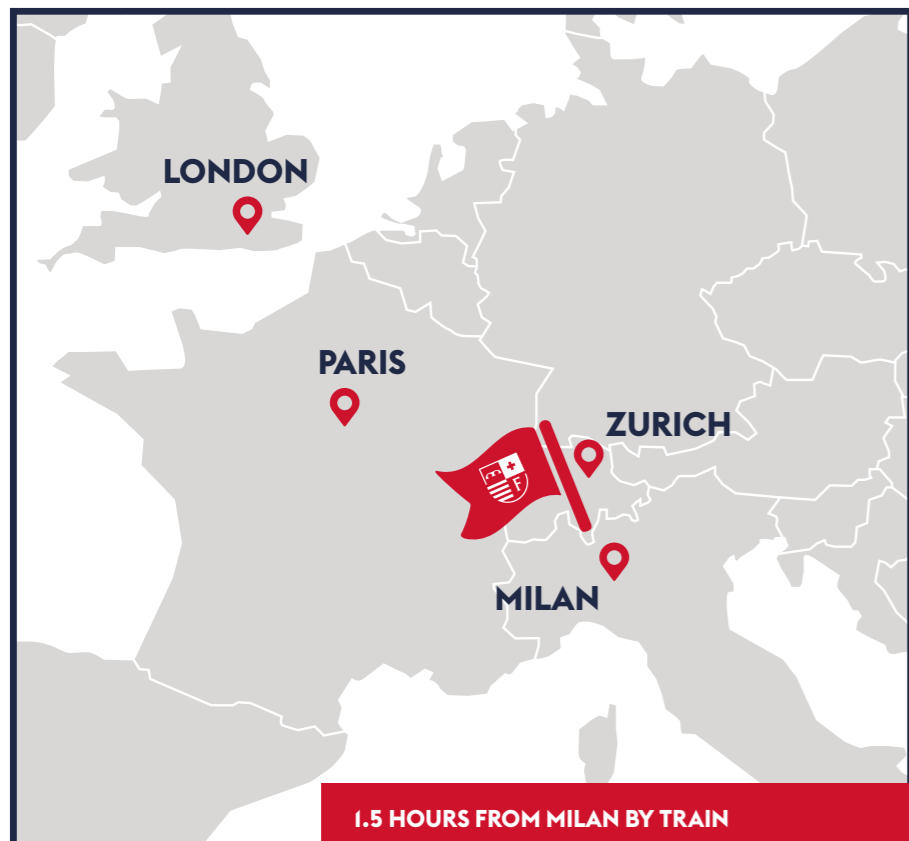 LONDON
PARIS
ZURICH
F
MILAN
1.5 HOURS FROM MILAN BY TRAIN